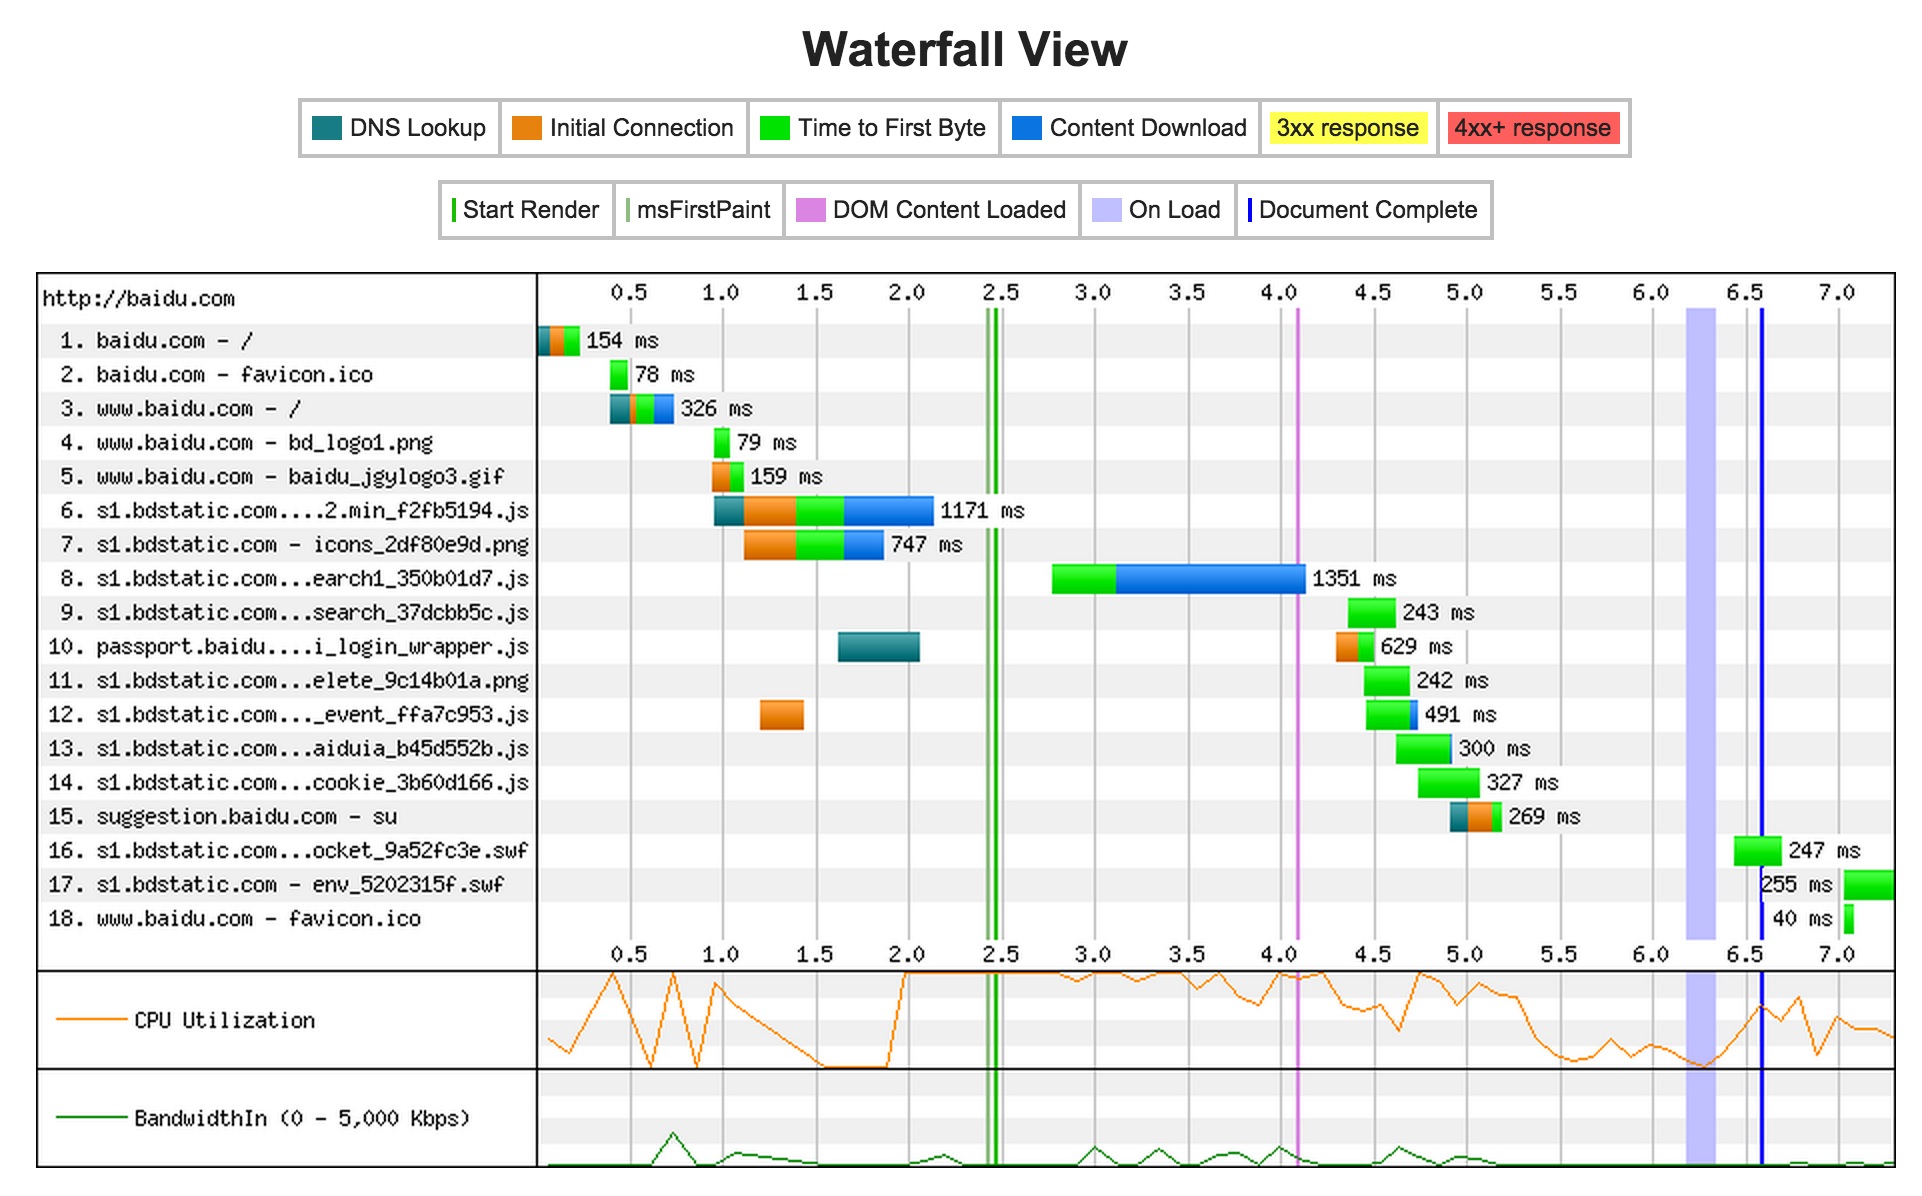 Waterfall View
DNS Lookup Initial Connection Time to First Byte Content Download 3xx response 4xx+ response
Start Render msFirstPaint DOM Content Loaded On Load Document Complete
http://baidu.com 0.5 1.0 1.5 2.0 2.5 3.0 3.5 4.0 4.5 5.0 5.5 6.0 6.5 7.0
1. baidu.com - / 154 ms
2. baidu.com - favicon.ico 78 ms
3. www.baidu.com - / 326 ms
4. www.baidu.com - bd_logo1.png 79 ms
5. www.baidu.com - baidu_jgylogo3.gif 159 ms
6. s1.bdstatic.com....2.min_f2fb5194.js 1171 ms
7. s1.bdstatic.com - icons_2df80e9d.png 747 ms
8. s1.bdstatic.com...earch1_350b01d7.js 1351 ms
9. s1.bdstatic.com...search_37dcbb5c.js 243 ms
10. passport.baidu....i_login_wrapper.js 629 ms
11. s1.bdstatic.com...elete_9c14b01a.png 242 ms
12. s1.bdstatic.com..._event_ffa7c953.js 491 ms
13. s1.bdstatic.com...aiduia_b45d552b.js 300 ms
14. s1.bdstatic.com...cookie_3b60d166.js 327 ms
15. suggestion.baidu.com - su 269 ms
16. s1.bdstatic.com...ocket_9a52fc3e.swf 247 ms
17. s1.bdstatic.com - env_5202315f.swf 255 ms
18. www.baidu.com - favicon.ico 40 ms
0.5 1.0 1.5 2.0 2.5 3.0 3.5 4.0 4.5 5.0 5.5 6.0 6.5 7.0
CPU Utilization
BandwidthIn (0 - 5,000 Kbps)